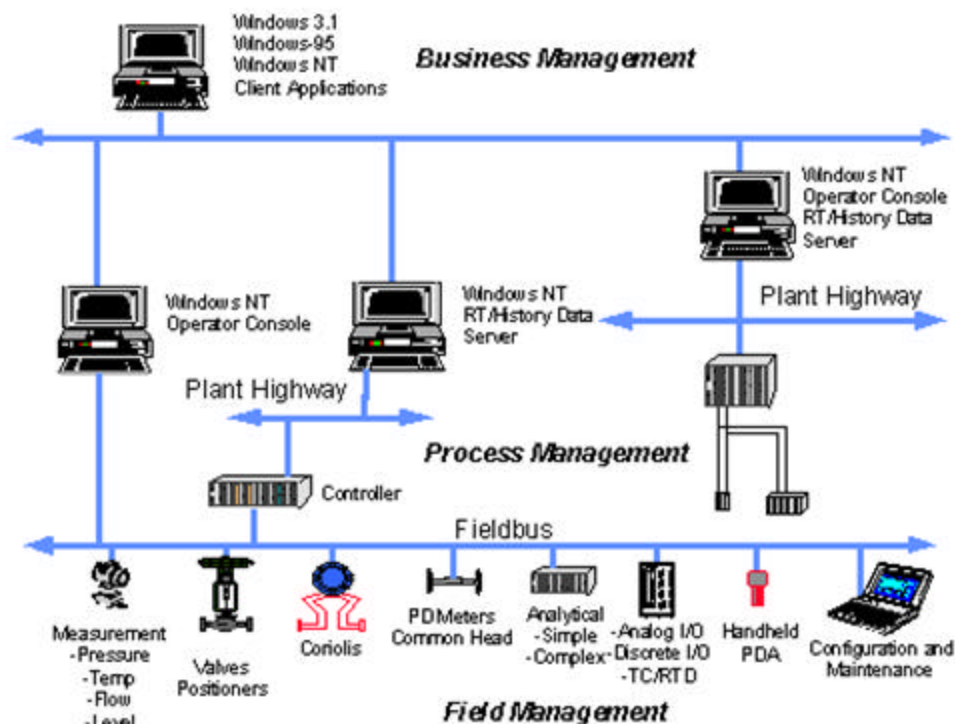 Windows 3.1
Windows-95
Windows NT
Client Applications
Business Management
Windows NT
Operator Console
RT/History Data
Server
Windows NT
Operator Console
Windows NT
RT/History Data
Server
Plant Highway
Plant Highway
Process Management
Controller
Fieldbus
Measurement
-Pressure
-Temp
-Flow
-Level
Valves
Positioners
Coriolis
PDMeters
Common Head
Analytical
-Simple
-Complex
-Analog I/O
-Discrete I/O
-TC/RTD
Handheld
PDA
Configuration and
Maintenance
Field Management